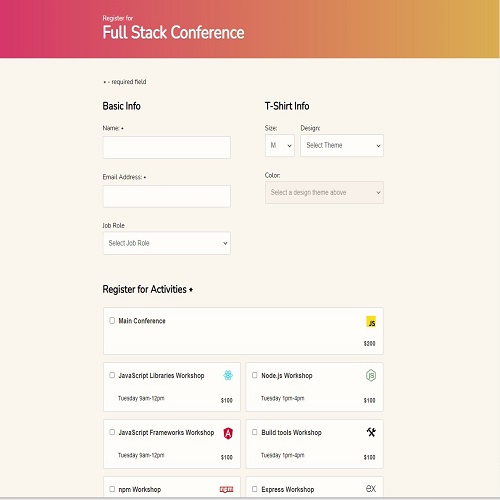 Register for
Full Stack Conference
* - required field
Basic Info
T-Shirt Info
Name: *
Size:
Design:
M
Select Theme
Email Address: *
Color:
Select a design theme above
Job Role
Select Job Role
Register for Activities *
Main Conference
JS
$200
JavaScript Libraries Workshop
Tuesday 9am-12pm
$100
Node.js Workshop
JS
Tuesday 1pm-4pm
$100
JavaScript Frameworks Workshop
A
Tuesday 9am-12pm
$100
Build tools Workshop
Tuesday 1pm-4pm
$100
npm Workshop
npm
Express Workshop
ex